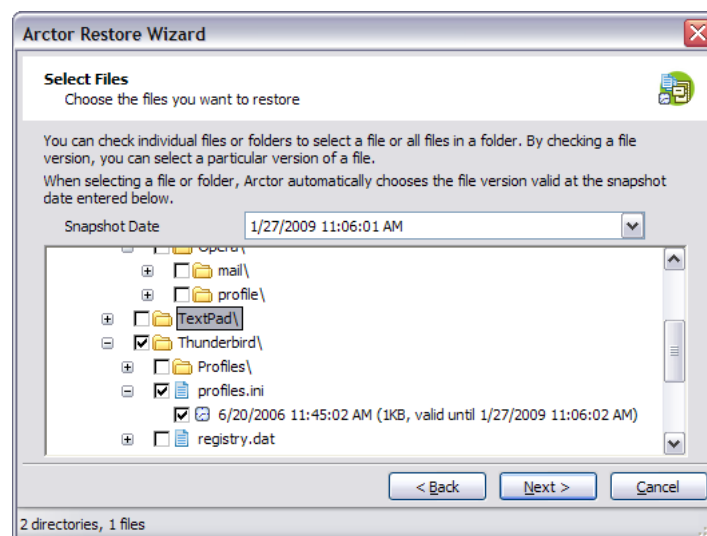 Arctor Restore Wizard
Select Files
Choose the files you want to restore
You can check individual files or folders to select a file or all files in a folder. By checking a file
version, you can select a particular version of a file.
When selecting a file or folder, Arctor automatically chooses the file version valid at the snapshot
date entered below.
Snapshot Date 1/27/2009 11:06:01 AM
Opera\
mail\
profile\
TextPad\
Thunderbird\
Profiles\
profiles.ini
6/20/2006 11:45:02 AM (1KB, valid until 1/27/2009 11:06:02 AM)
registry.dat
< Back Next > Cancel
2 directories, 1 files